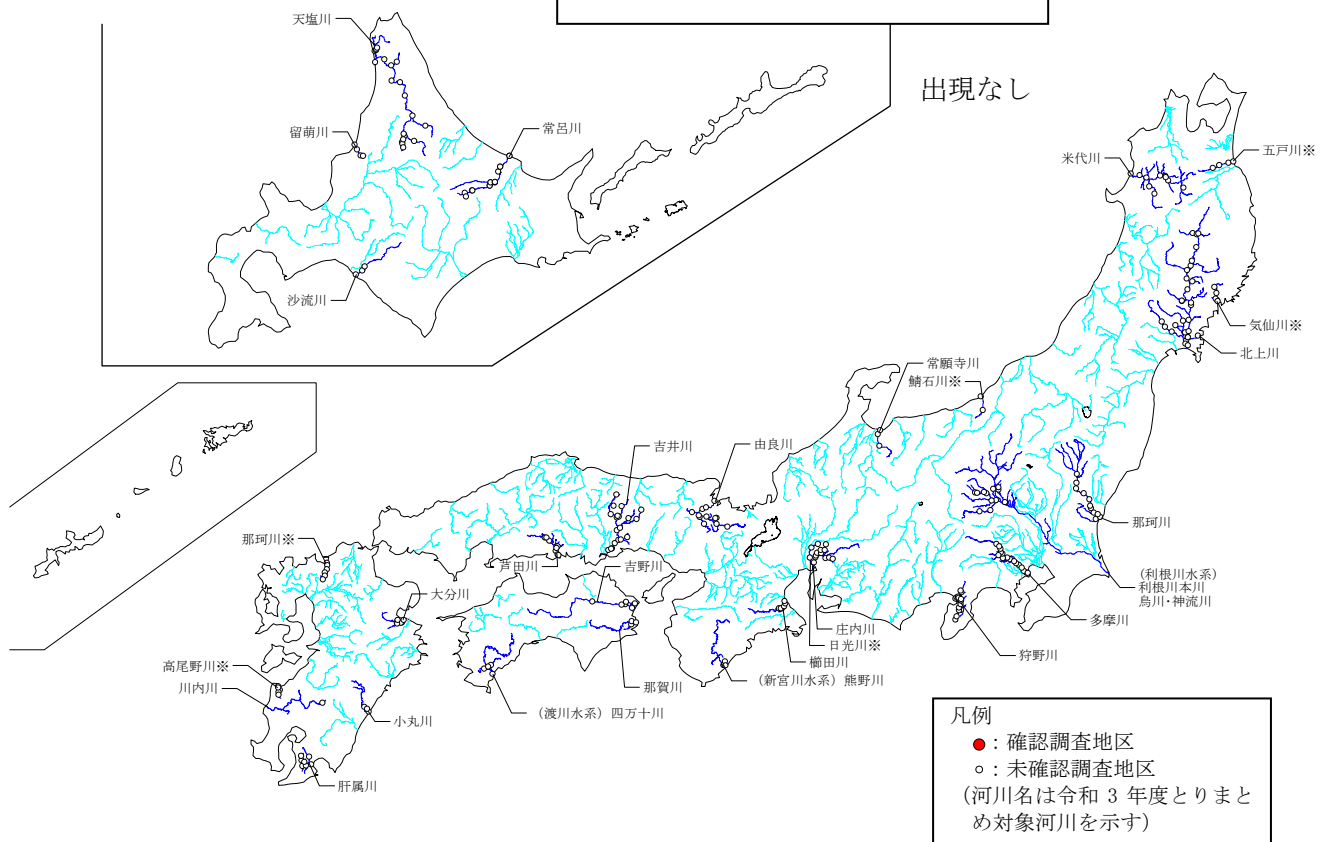 天塩川
出現なし
留萌川
常呂川
米代川
五戸川※
沙流川
気仙川※
北上川
常願寺川
鯖石川※
吉井川
由良川
那珂川
那珂川※
芦田川
吉野川
大分川
(利根川水系)
利根川本川
烏川・神流川
多摩川
庄内川
日光川※
狩野川
櫛田川
高尾野川※
川内川
那賀川
(新宮川水系) 熊野川
小丸川
(渡川水系) 四万十川
肝属川
凡例
●: 確認調査地区
○: 未確認調査地区
(河川名は令和 3 年度とりまと
め対象河川を示す)